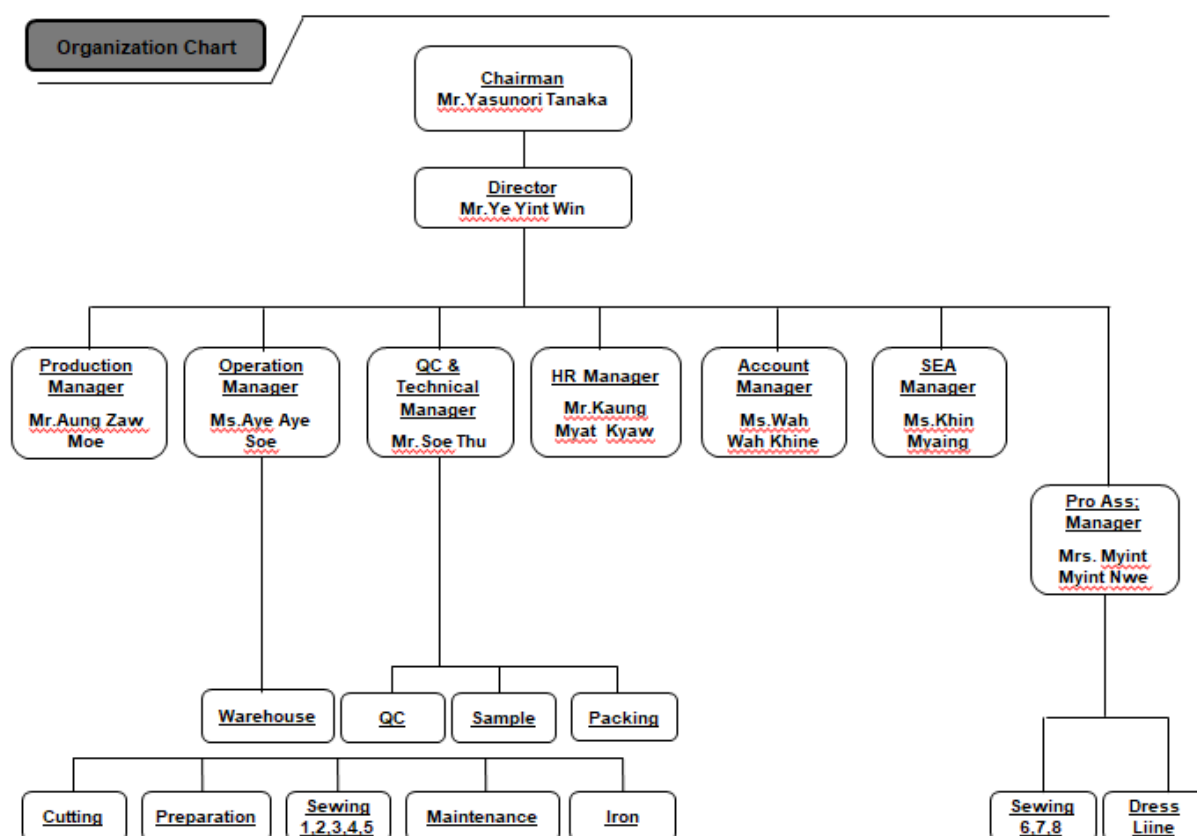 Organization Chart
Chairman
Mr.Yasunori Tanaka
Director
Mr.Ye Yint Win
Production
Manager
Mr.Aung Zaw
Moe
Operation
Manager
Ms.Aye Aye
Soe
QC &
Technical
Manager
Mr.Soe Thu
HR Manager
Mr.Kaung
Myat Kyaw
Account
Manager
Ms.Wah
Wah Khine
SEA
Manager
Ms.Khin
Myaing
Pro Ass;
Manager
Mrs. Myint
Myint Nwe
Warehouse
QC
Sample
Packing
Cutting
Preparation
Sewing
1,2,3,4,5
Maintenance
Iron
Sewing
6,7,8
Dress
Liine